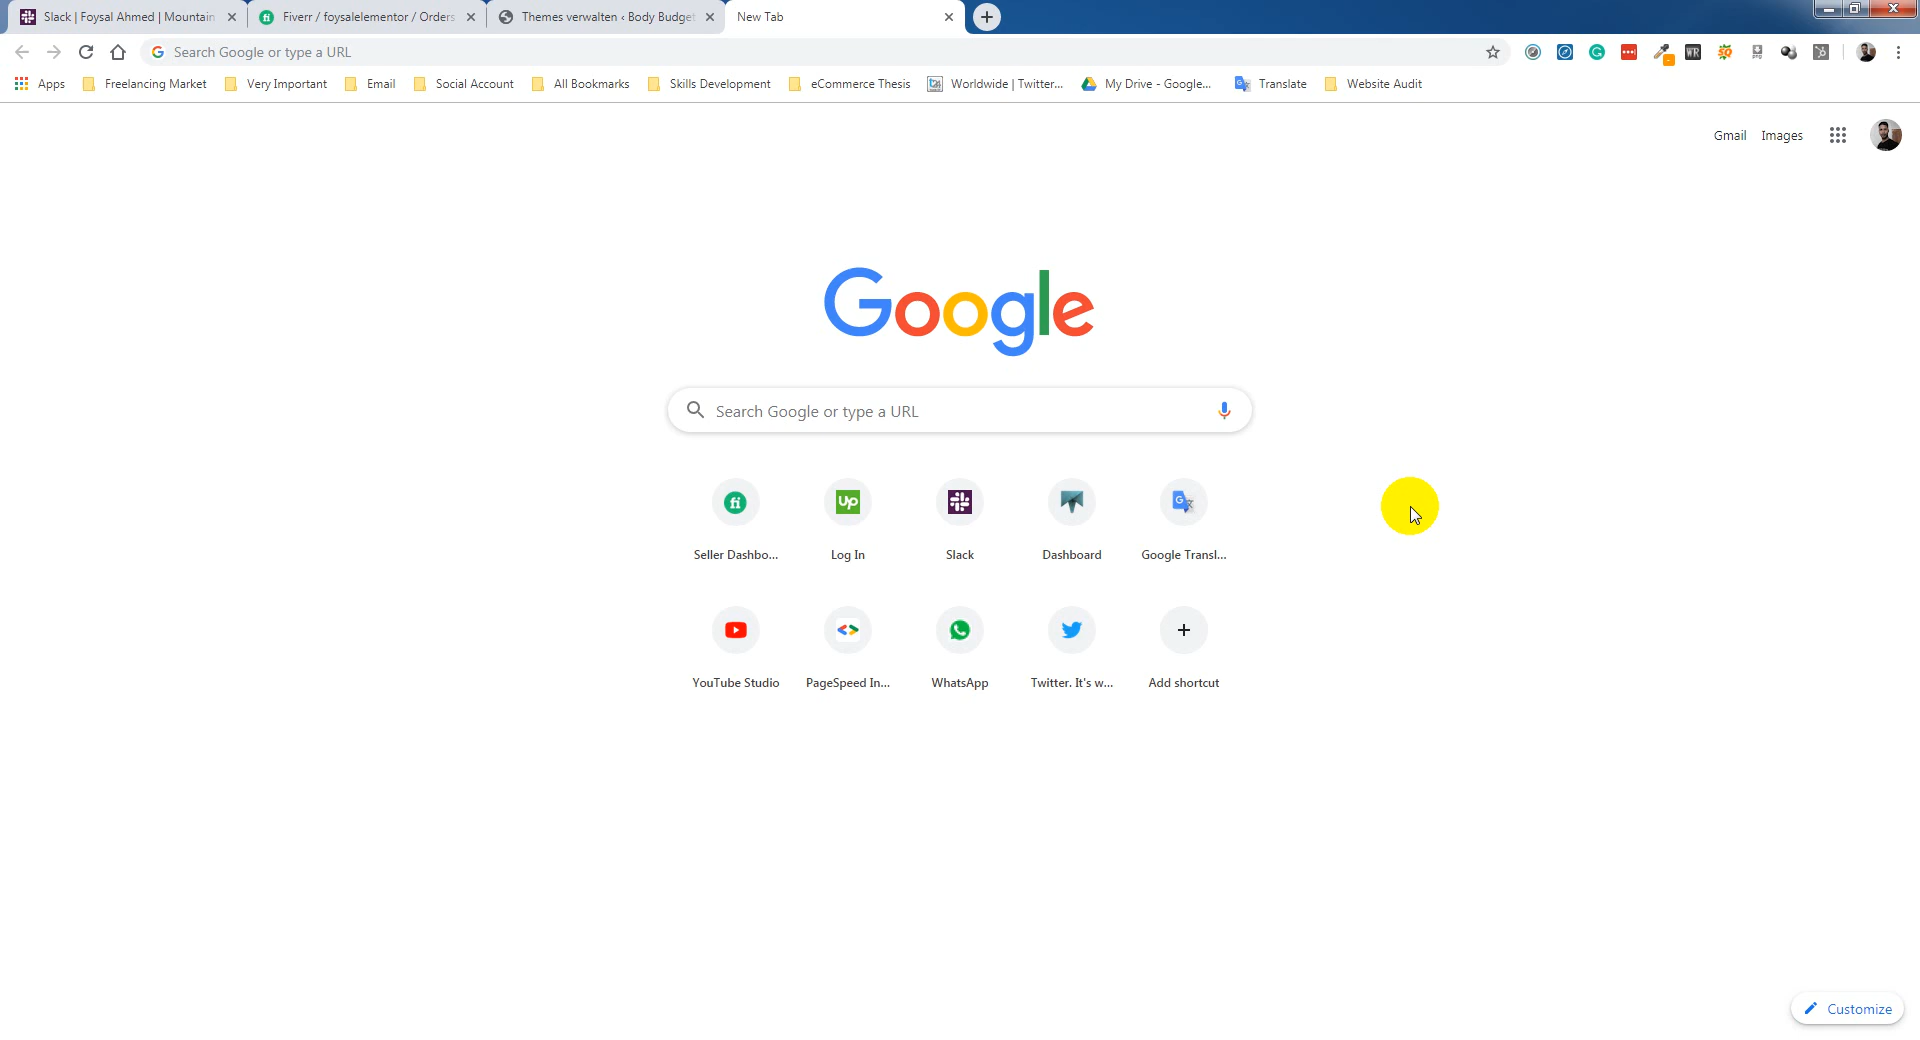 Slack | Foysal Ahmed | Mountain
Fiverr / foysalelementor / Orders
Themes verwalten ‹ Body Budget
New Tab
Search Google or type a URL
WR
Apps
Freelancing Market
Very Important
Email
Social Account
All Bookmarks
Skills Development
eCommerce Thesis
Worldwide | Twitter...
My Drive - Google...
Translate
Website Audit
Gmail
Images
Google
Search Google or type a URL
fi
Up
Seller Dashbo...
Log In
Slack
Dashboard
Google Transl...
YouTube Studio
PageSpeed In...
WhatsApp
Twitter. It's w...
Add shortcut
Customize